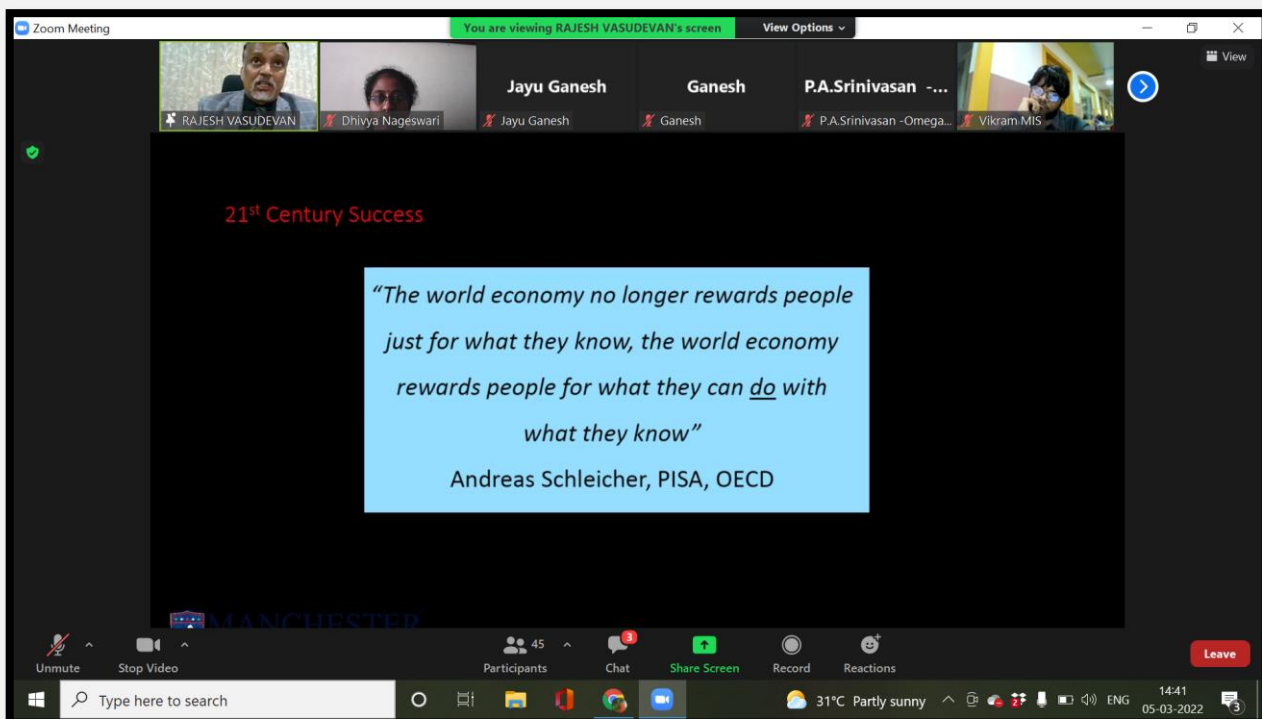 Zoom Meeting
You are viewing RAJESH VASUDEVAN's screen
View Options
View
Jayu Ganesh
Ganesh
P.A.Srinivasan -...
RAJESH VASUDEVAN
Dhivya Nageswari
Jayu Ganesh
Ganesh
P.A.Srinivasan -Omega...
Vikram MIS
21st Century Success
“The world economy no longer rewards people
just for what they know, the world economy
rewards people for what they can do with
what they know”
Andreas Schleicher, PISA, OECD
MANCHESTER
Unmute
Stop Video
45
Participants
3
Chat
Share Screen
Record
Reactions
Leave
Type here to search
31°C Partly sunny
ENG
14:41
05-03-2022
3